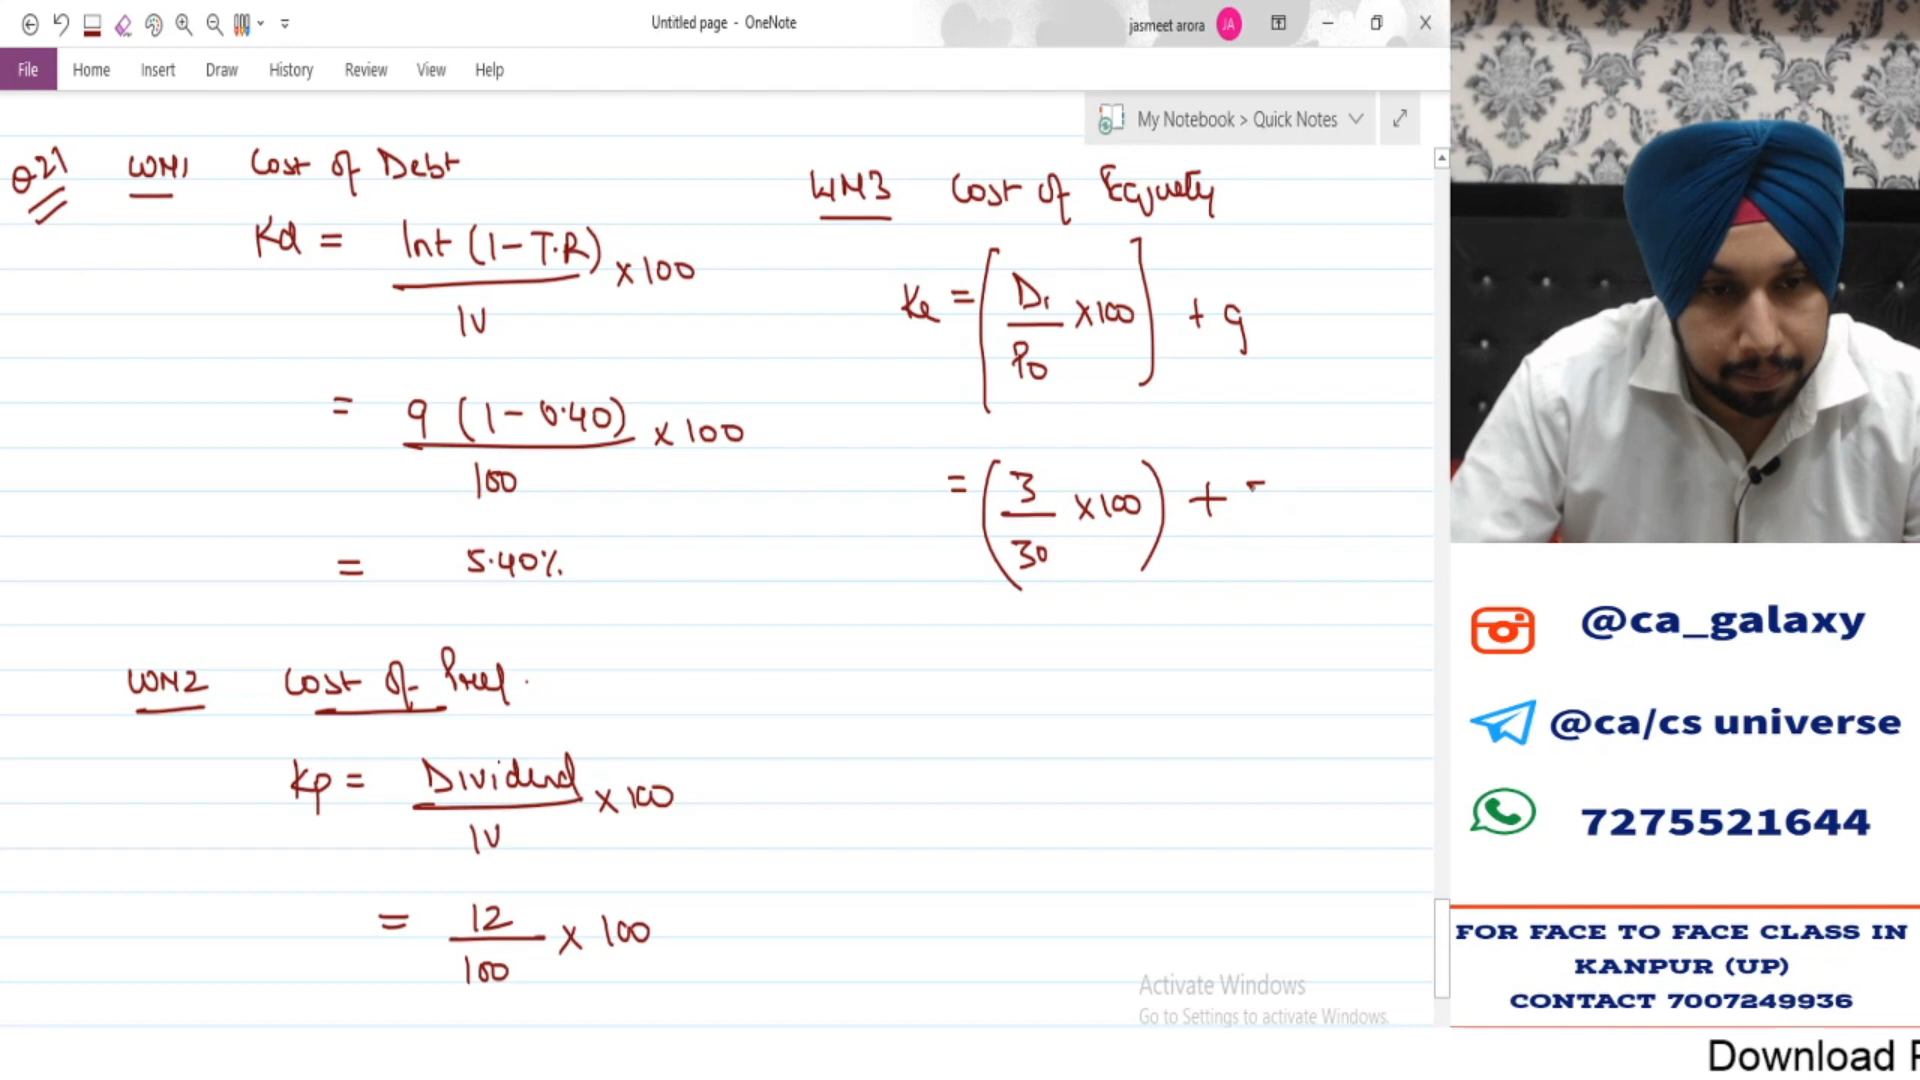 Untitled page - OneNote
jasmeet arora JA
File Home Insert Draw History Review View Help
My Notebook > Quick Notes
Q21 WN1 Cost of Debt
Kd = Int (1 - T.R) x 100
IV
= 9 (1 - 0.40) x 100
100
= 5.40%
WN2 Cost of Pref.
Kp = Dividend x 100
IV
= 12 x 100
100
WN3 Cost of Equity
Ke = [D1 x 100] + g
P0
= (3 x 100) +
30
Activate Windows
Go to Settings to activate Windows.
@ca_galaxy
@ca/cs universe
7275521644
FOR FACE TO FACE CLASS IN
KANPUR (UP)
CONTACT 7007249936
Download